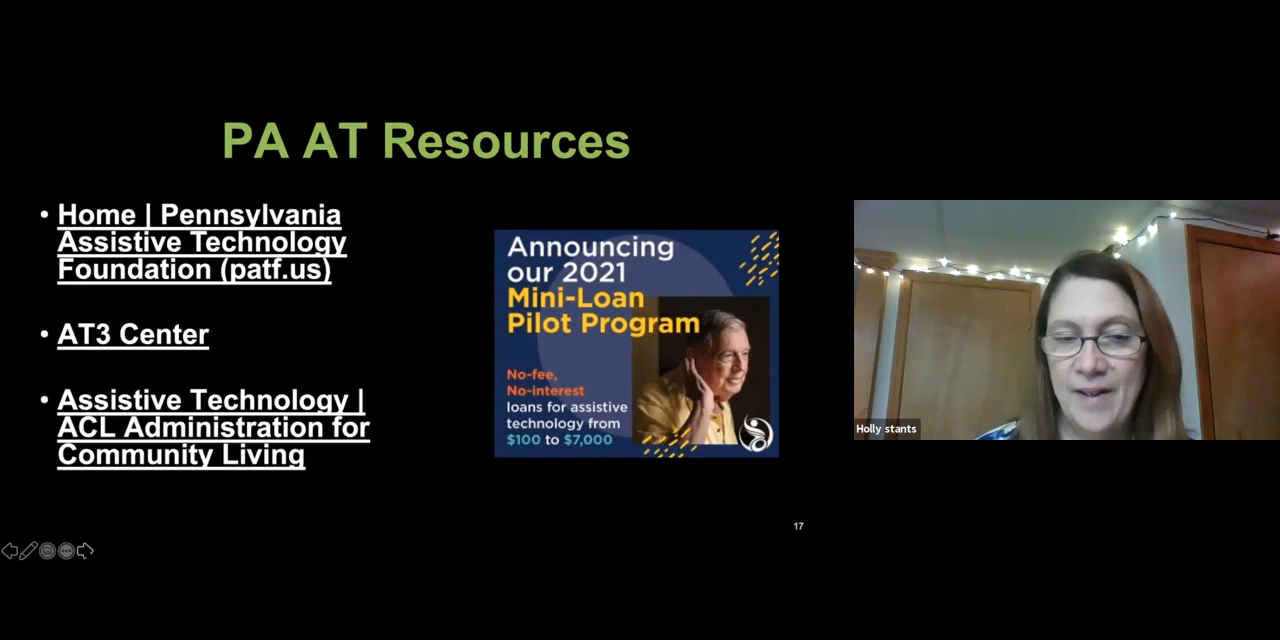 PA AT Resources
• Home | Pennsylvania
Assistive Technology
Foundation (patf.us)
• AT3 Center
• Assistive Technology |
ACL Administration for
Community Living
Announcing
our 2021
Mini-Loan
Pilot Program
No-fee,
No-interest
loans for assistive
technology from
$100 to $7,000
Holly stants
17